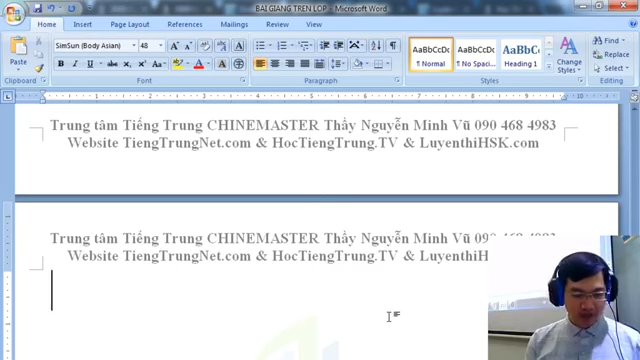 BAI GIANG TREN LOP - Microsoft Word
Home Insert Page Layout References Mailings Review View
SimSun (Body Asian) 48
Paste
Clipboard Font Paragraph Styles Editing
AaBbCcDc AaBbCcDc AaBbC
¶ Normal ¶ No Spaci... Heading 1
Change Styles
Find
Replace
Select
Trung tâm Tiếng Trung CHINEMASTER Thầy Nguyễn Minh Vũ 090 468 4983
Website TiengTrungNet.com & HocTiengTrung.TV & LuyenthiHSK.com
Trung tâm Tiếng Trung CHINEMASTER Thầy Nguyễn Minh Vũ 090 468 4983
Website TiengTrungNet.com & HocTiengTrung.TV & LuyenthiH